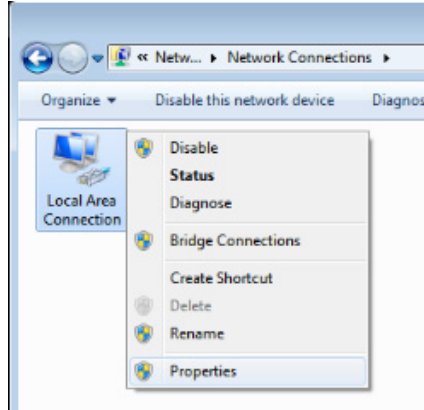 « Netw... ▸ Network Connections ▸
Organize ▾ Disable this network device Diagnos
Local Area
Connection
Disable
Status
Diagnose
Bridge Connections
Create Shortcut
Delete
Rename
Properties